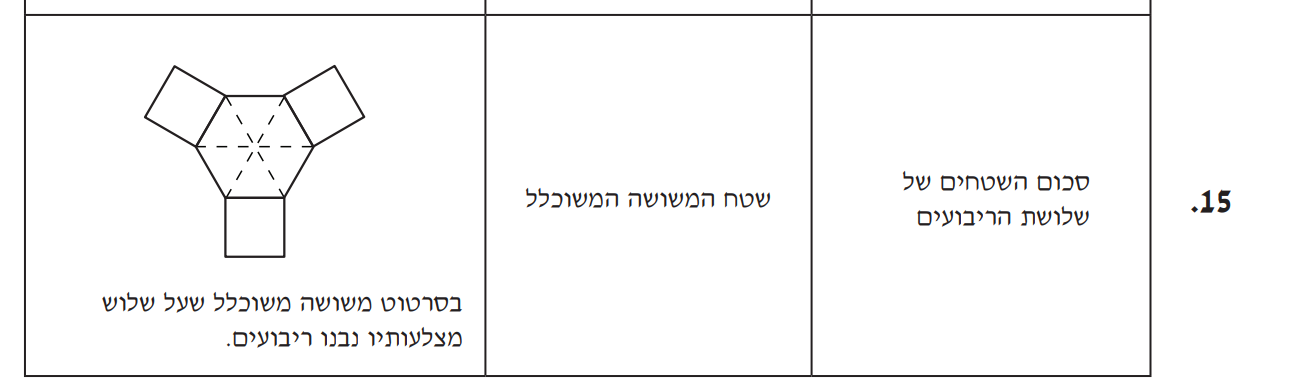 15.
סכום השטחים של
שלושת הריבועים
שטח המשושה המשוכלל
בסרטוט משושה משוכלל שעל שלוש
מצלעותיו נבנו ריבועים.